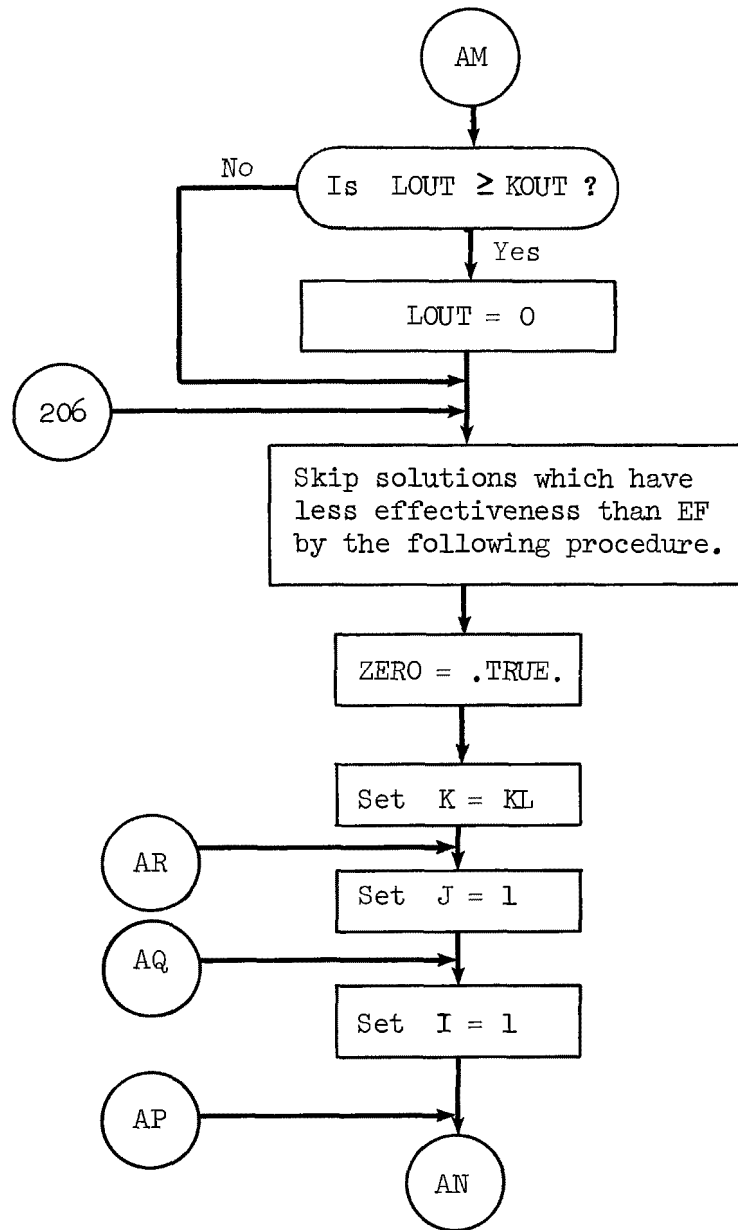 AM
No
Is LOUT ≥ KOUT ?
Yes
LOUT = 0
206
Skip solutions which have
less effectiveness than EF
by the following procedure.
ZERO = .TRUE.
Set K = KL
AR
Set J = 1
AQ
Set I = 1
AP
AN